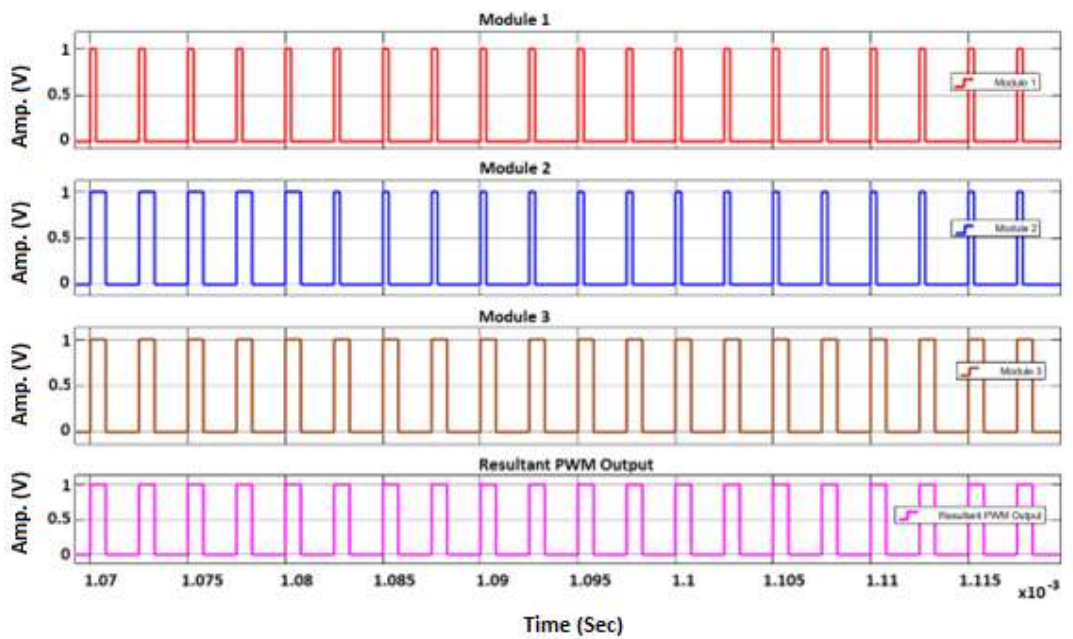 Module 1
Amp. (V)
1
0.5
0
Module 1
Module 2
Amp. (V)
1
0.5
0
Module 2
Module 3
Amp. (V)
1
0.5
0
Module 3
Resultant PWM Output
Amp. (V)
1
0.5
0
Resultant PWM Output
1.07 1.075 1.08 1.085 1.09 1.095 1.1 1.105 1.11 1.115
x10-3
Time (Sec)